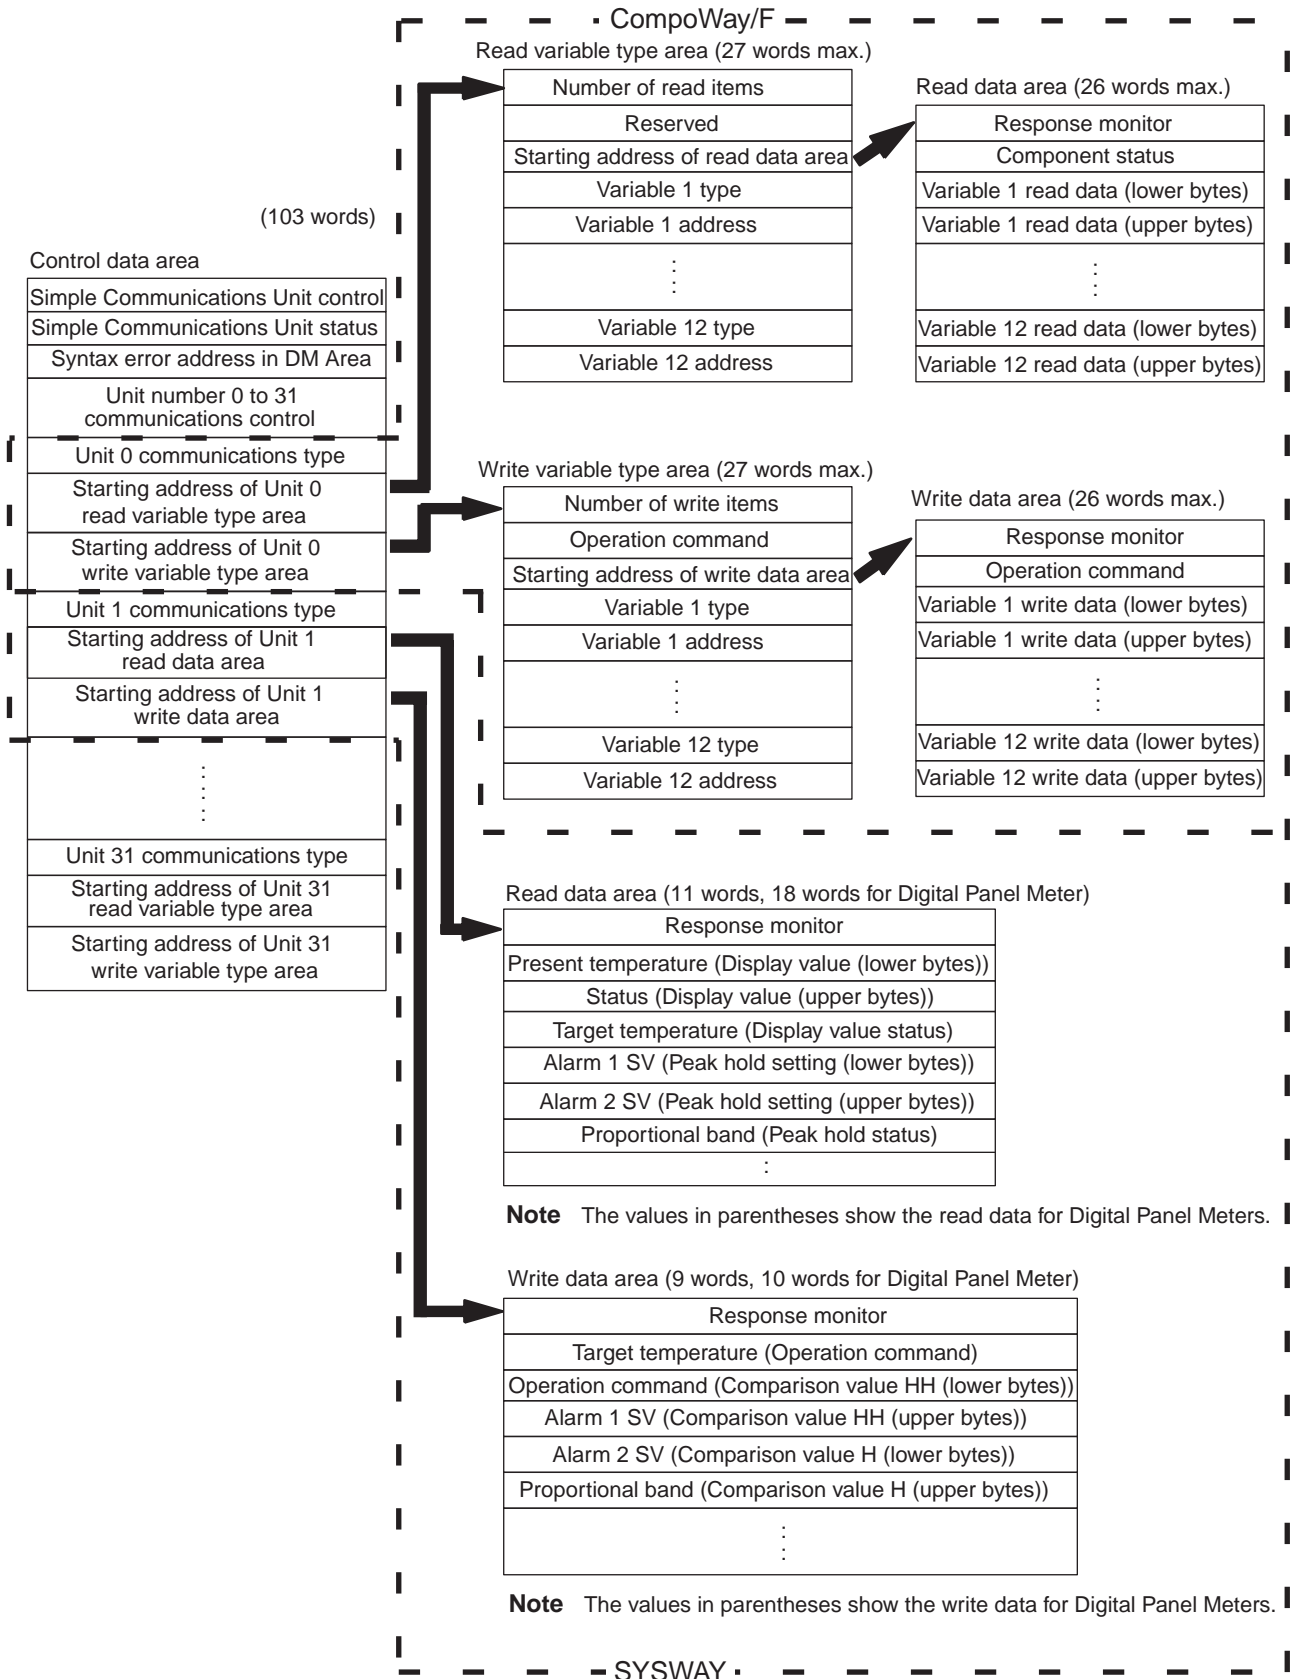 CompoWay/F
Read variable type area (27 words max.)
Number of read items
Reserved
Starting address of read data area
Variable 1 type
Variable 1 address
Variable 12 type
Variable 12 address
Read data area (26 words max.)
Response monitor
Component status
Variable 1 read data (lower bytes)
Variable 1 read data (upper bytes)
Variable 12 read data (lower bytes)
Variable 12 read data (upper bytes)
(103 words)
Control data area
Simple Communications Unit control
Simple Communications Unit status
Syntax error address in DM Area
Unit number 0 to 31
communications control
Unit 0 communications type
Starting address of Unit 0
read variable type area
Starting address of Unit 0
write variable type area
Unit 1 communications type
Starting address of Unit 1
read data area
Starting address of Unit 1
write data area
Unit 31 communications type
Starting address of Unit 31
read variable type area
Starting address of Unit 31
write variable type area
Write variable type area (27 words max.)
Number of write items
Operation command
Starting address of write data area
Variable 1 type
Variable 1 address
Variable 12 type
Variable 12 address
Write data area (26 words max.)
Response monitor
Operation command
Variable 1 write data (lower bytes)
Variable 1 write data (upper bytes)
Variable 12 write data (lower bytes)
Variable 12 write data (upper bytes)
Read data area (11 words, 18 words for Digital Panel Meter)
Response monitor
Present temperature (Display value (lower bytes))
Status (Display value (upper bytes))
Target temperature (Display value status)
Alarm 1 SV (Peak hold setting (lower bytes))
Alarm 2 SV (Peak hold setting (upper bytes))
Proportional band (Peak hold status)
Note The values in parentheses show the read data for Digital Panel Meters.
Write data area (9 words, 10 words for Digital Panel Meter)
Response monitor
Target temperature (Operation command)
Operation command (Comparison value HH (lower bytes))
Alarm 1 SV (Comparison value HH (upper bytes))
Alarm 2 SV (Comparison value H (lower bytes))
Proportional band (Comparison value H (upper bytes))
Note The values in parentheses show the write data for Digital Panel Meters.
SYSWAY